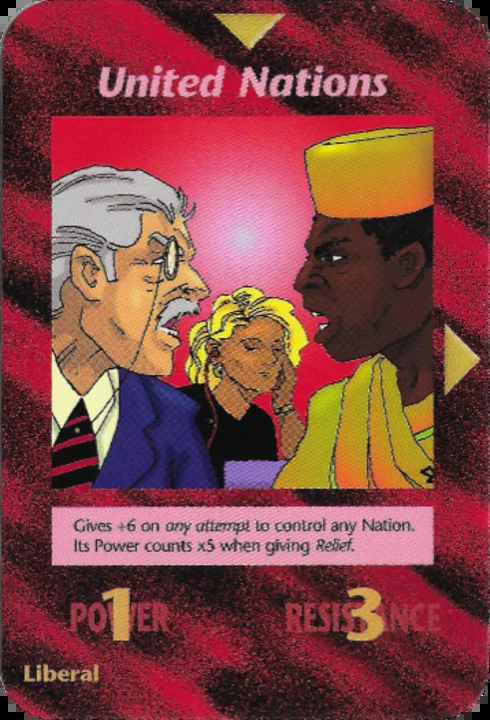 United Nations
Gives +6 on any attempt to control any Nation.
Its Power counts x5 when giving Relief.
POWER 1 RESISTANCE 3
Liberal